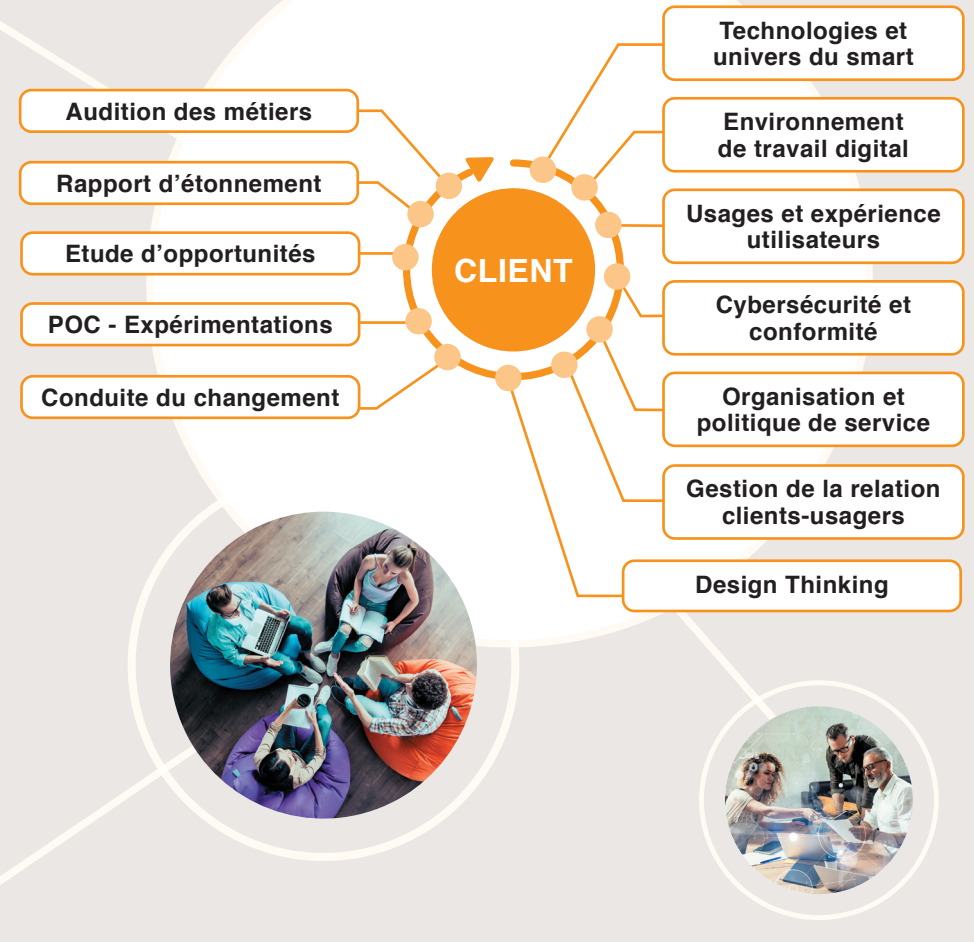 Technologies et
univers du smart
Audition des métiers
Environnement
de travail digital
Rapport d'étonnement
Usages et expérience
utilisateurs
Etude d'opportunités
CLIENT
Cybersécurité et
conformité
POC - Expérimentations
Conduite du changement
Organisation et
politique de service
Gestion de la relation
clients-usagers
Design Thinking